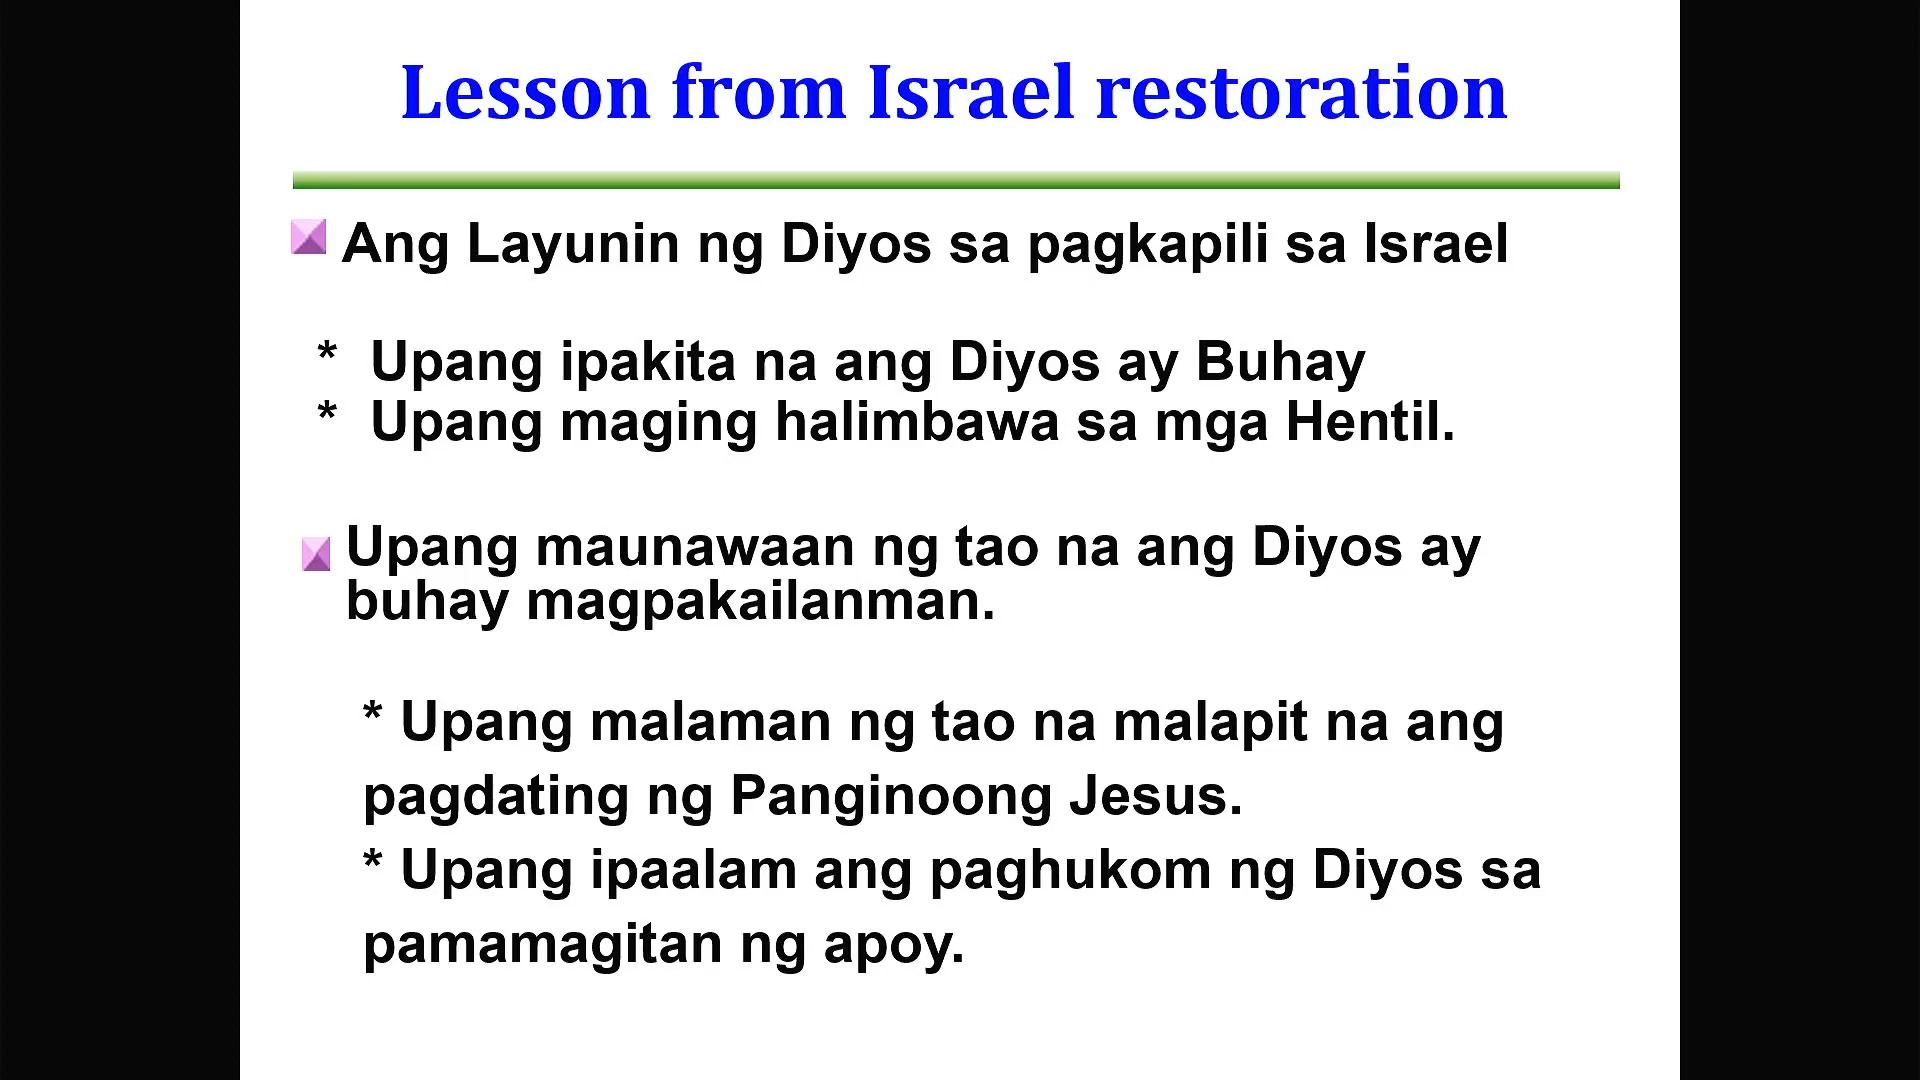 Lesson from Israel restoration
Ang Layunin ng Diyos sa pagkapili sa Israel
* Upang ipakita na ang Diyos ay Buhay
* Upang maging halimbawa sa mga Hentil.
Upang maunawaan ng tao na ang Diyos ay
buhay magpakailanman.
* Upang malaman ng tao na malapit na ang
pagdating ng Panginoong Jesus.
* Upang ipaalam ang paghukom ng Diyos sa
pamamagitan ng apoy.